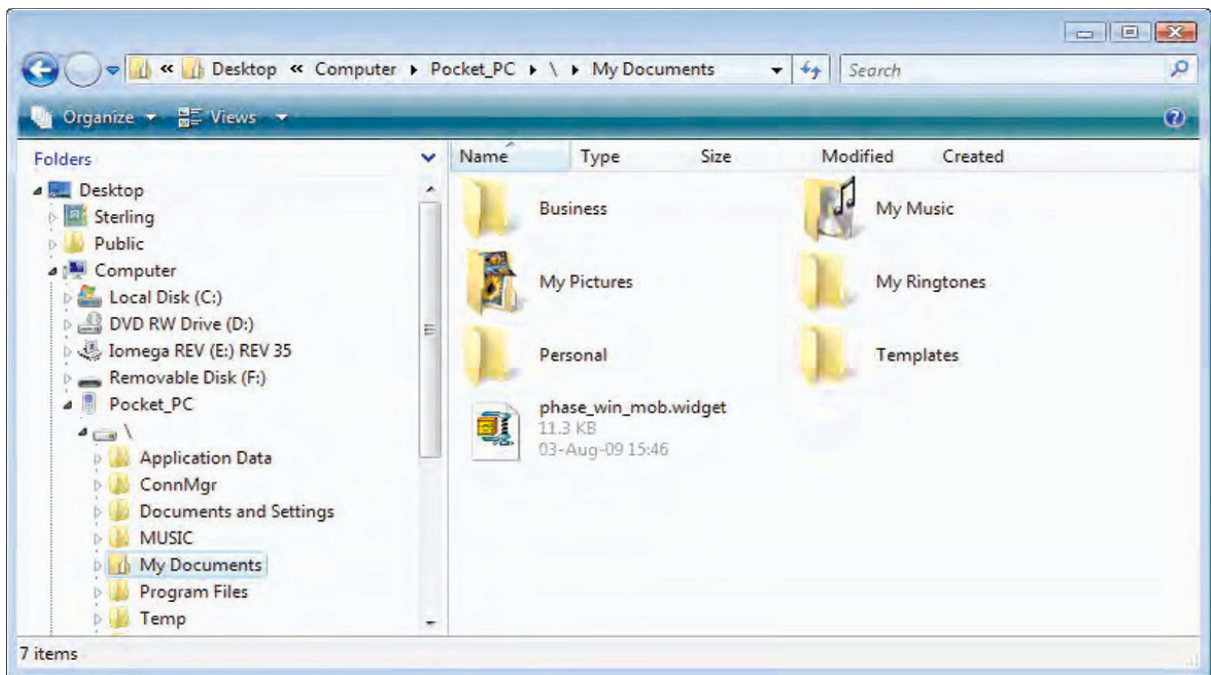 « Desktop « Computer ▸ Pocket_PC ▸ \ ▸ My Documents
Search
Organize
Views
Folders
Name Type Size Modified Created
Desktop
Sterling
Public
Computer
Local Disk (C:)
DVD RW Drive (D:)
Iomega REV (E:) REV 35
Removable Disk (F:)
Pocket_PC
\
Application Data
ConnMgr
Documents and Settings
MUSIC
My Documents
Program Files
Temp
Business
My Music
My Pictures
My Ringtones
Personal
Templates
phase_win_mob.widget
11.3 KB
03-Aug-09 15:46
7 items